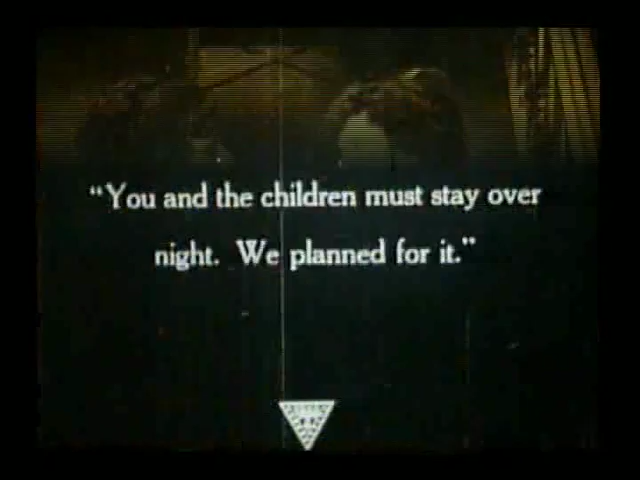 “You and the children must stay over
night. We planned for it.”